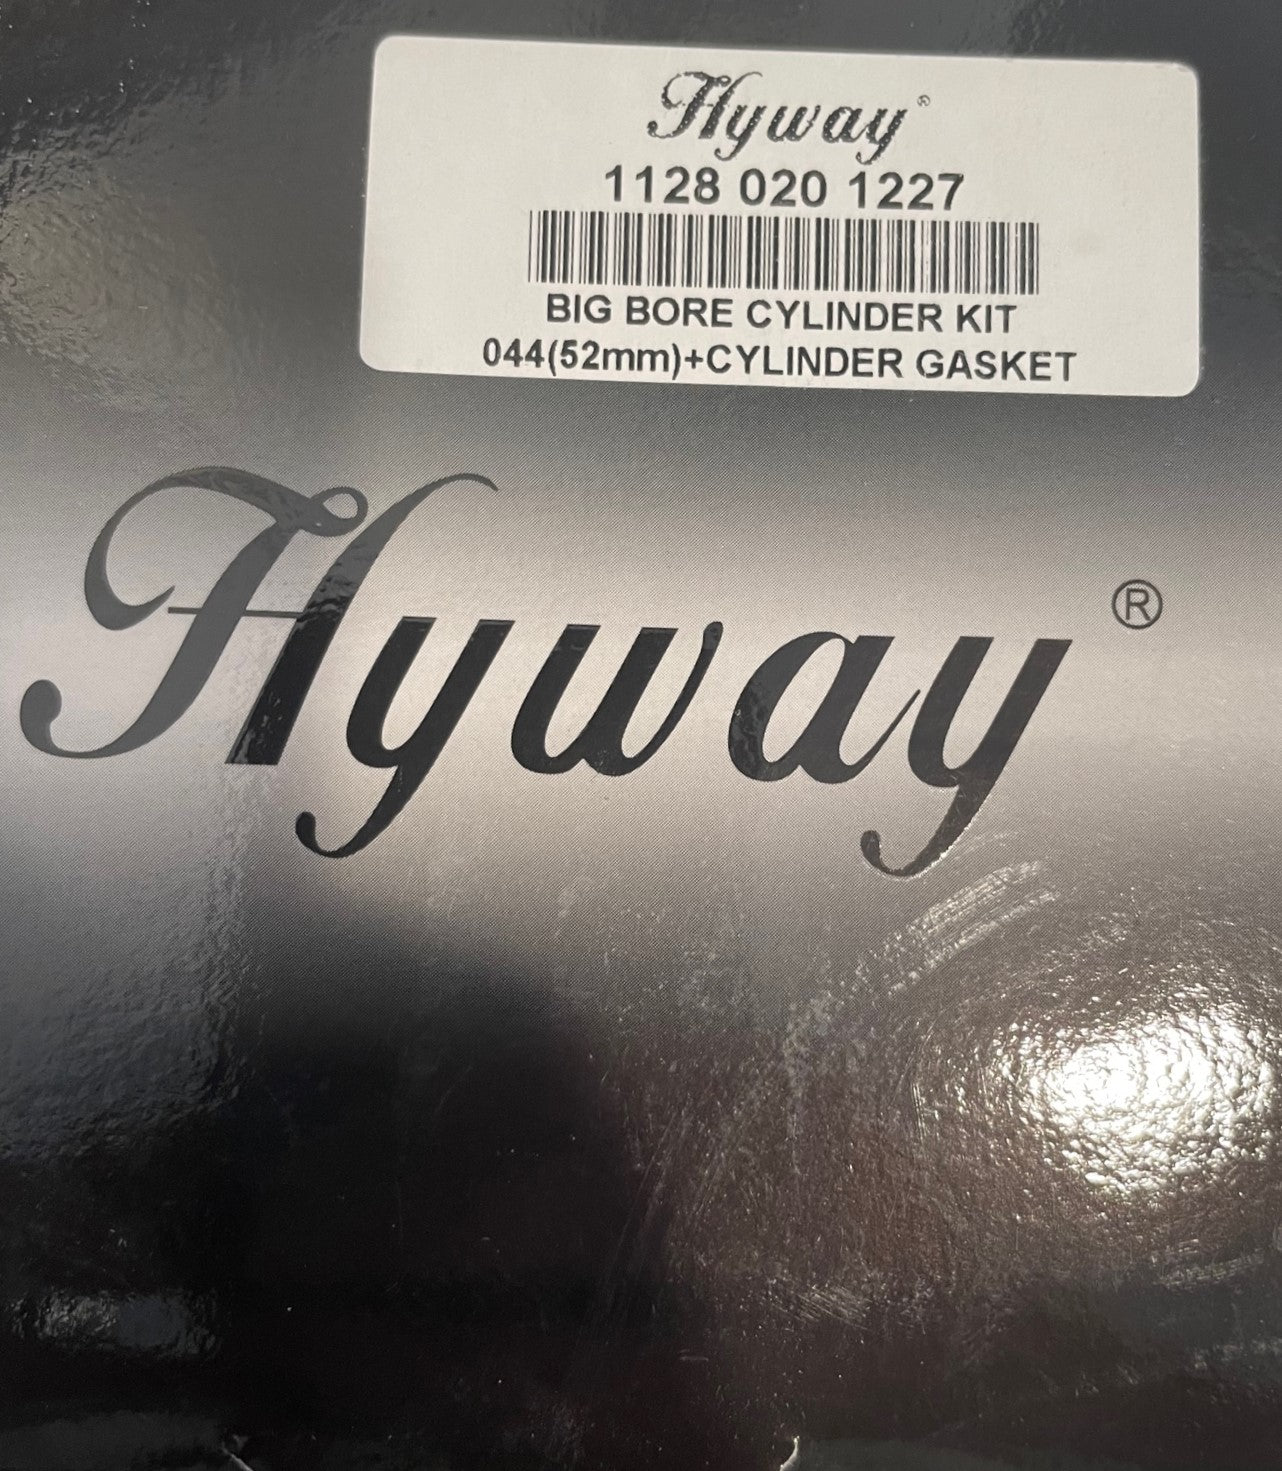 Hyway®
1128 020 1227
BIG BORE CYLINDER KIT
044(52mm)+CYLINDER GASKET
Hyway®